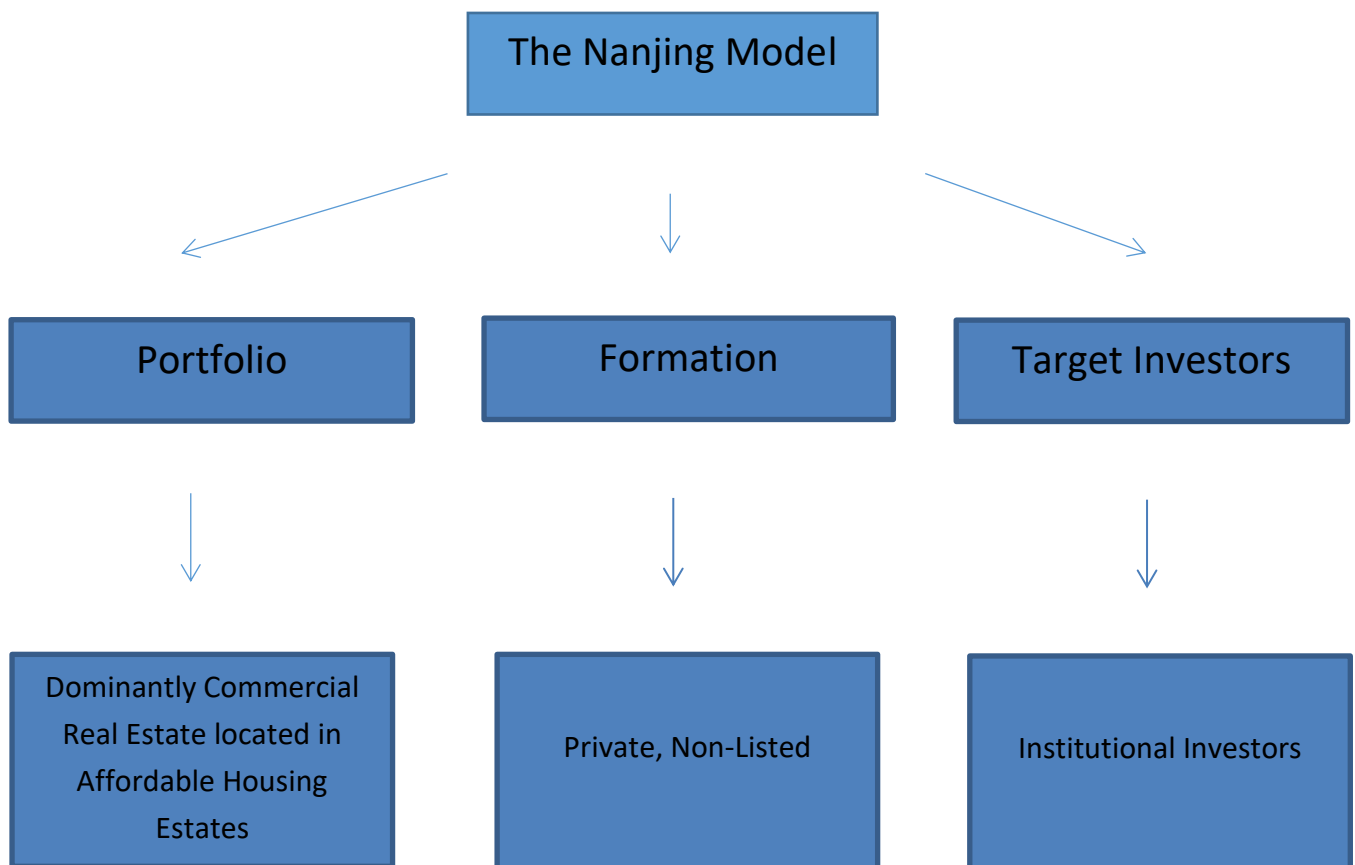 The Nanjing Model
Portfolio
Formation
Target Investors
Dominantly Commercial
Real Estate located in
Affordable Housing
Estates
Private, Non-Listed
Institutional Investors